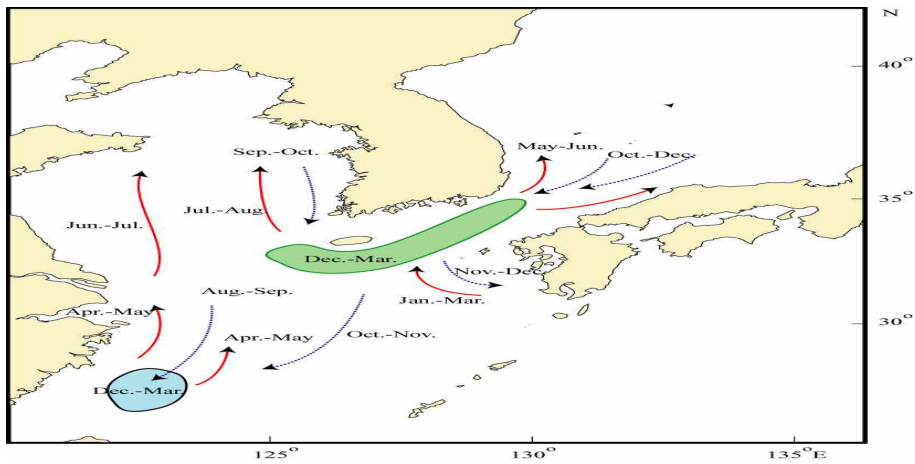 N
40°
May-Jun.
Sep.-Oct.
Oct.-Dec.
Jul.-Aug.
35°
Jun.-Jul.
Dec.-Mar.
Nov.-Dec.
Aug.-Sep.
Jan.-Mar.
Apr.-May
30°
Oct.-Nov.
Apr.-May
Dec.-Mar.
125°
130°
135°E